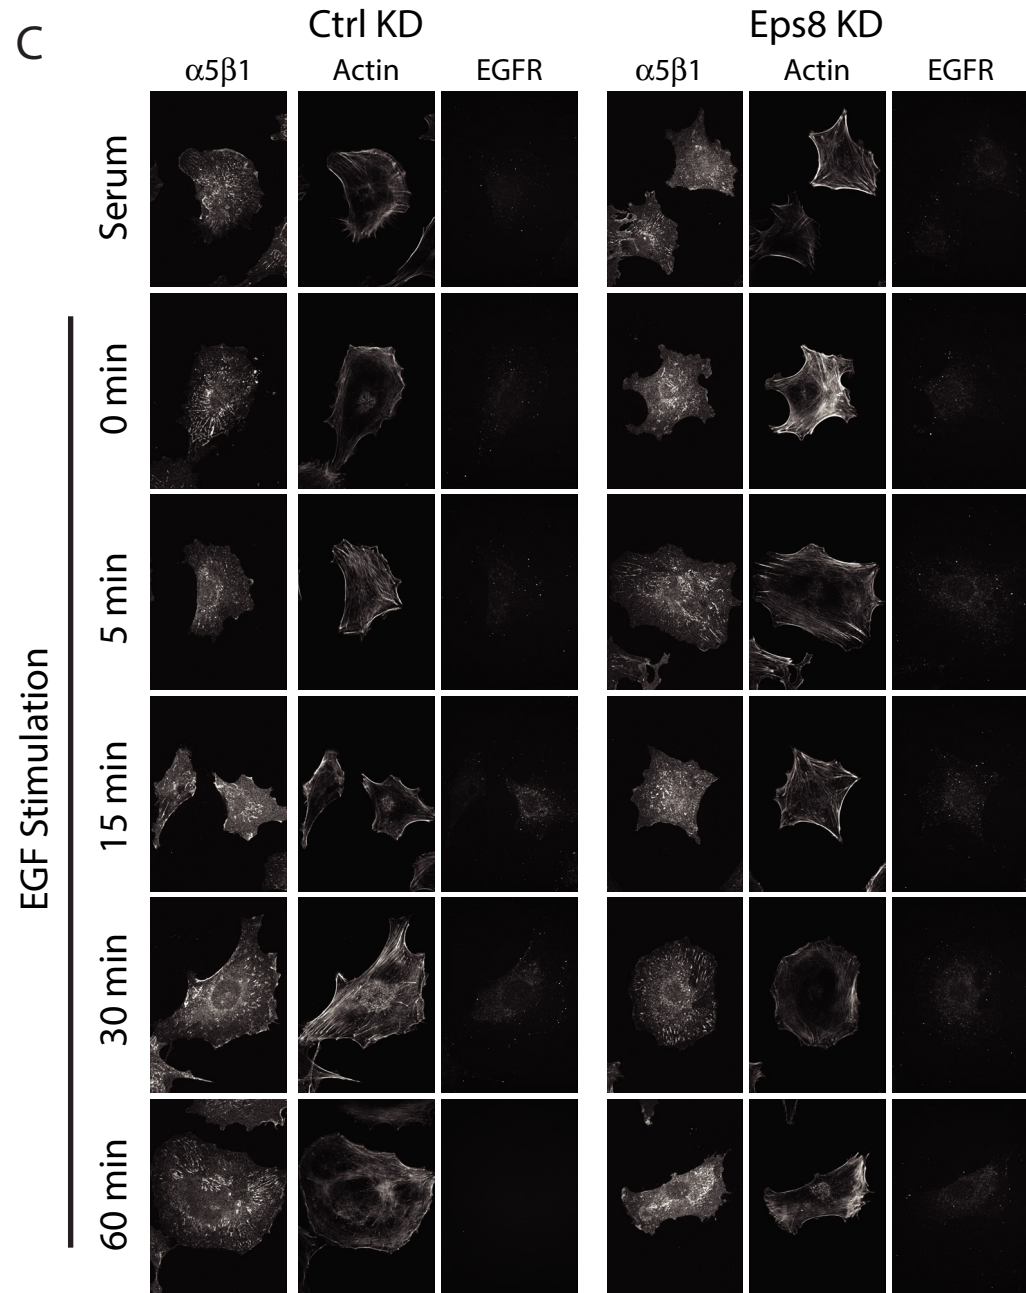 C
Ctrl KD
Eps8 KD
α5β1
Actin
EGFR
α5β1
Actin
EGFR
Serum
EGF Stimulation
0 min
5 min
15 min
30 min
60 min